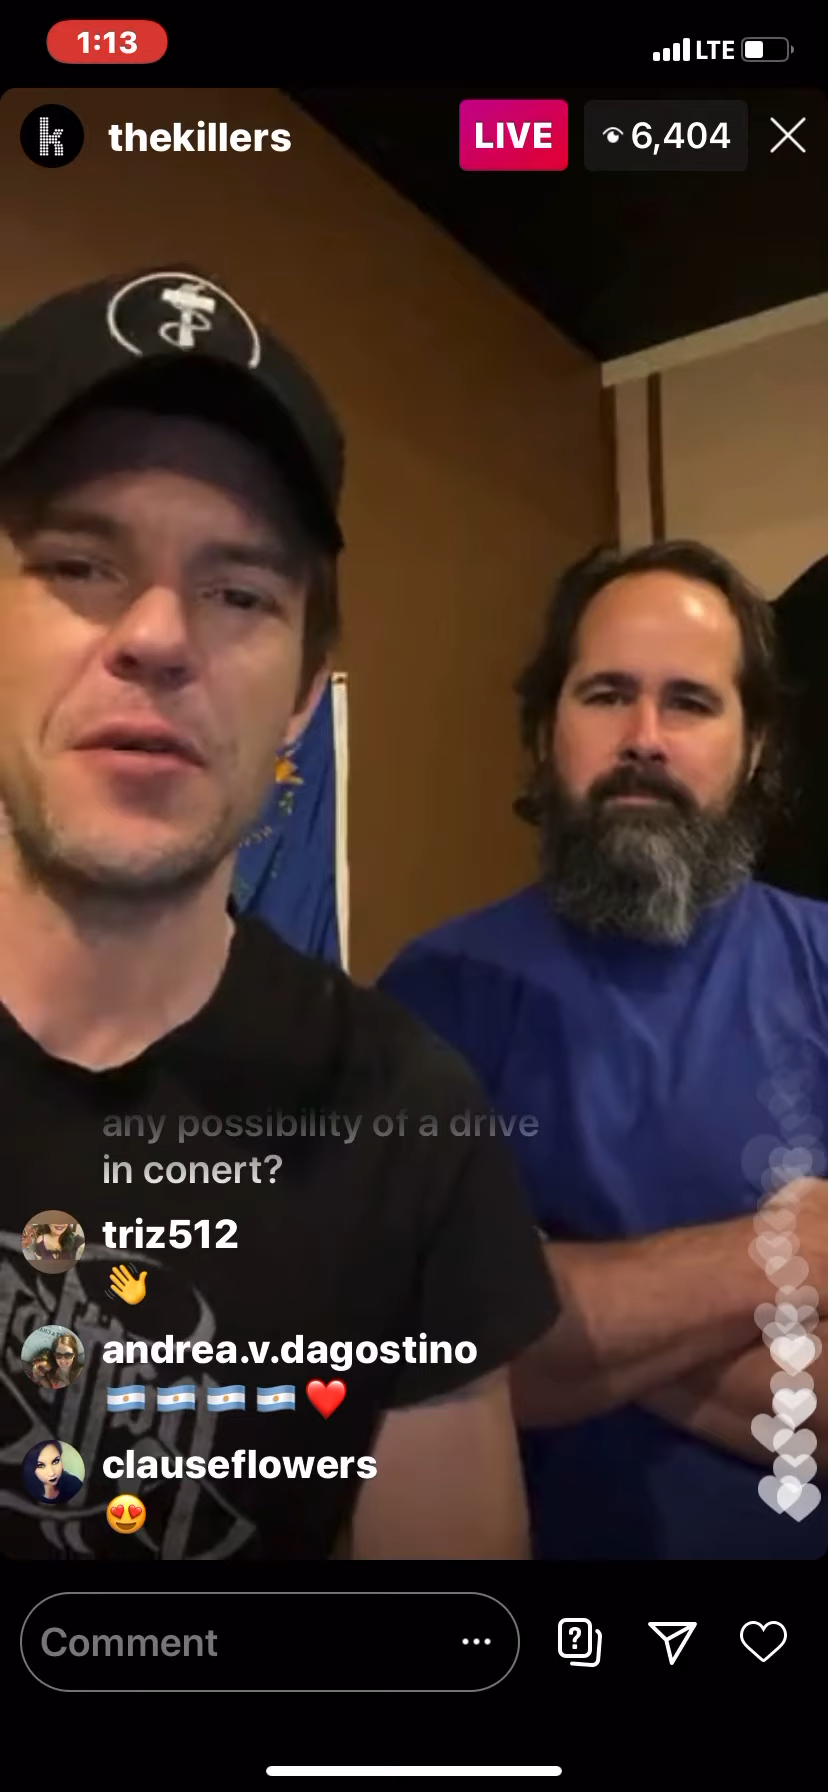 1:13
LTE
k
thekillers
LIVE
6,404
any possibility of a drive
in conert?
triz512
👋
andrea.v.dagostino
🇦🇷 🇦🇷 🇦🇷 🇦🇷 ❤️
clauseflowers
😍
Comment